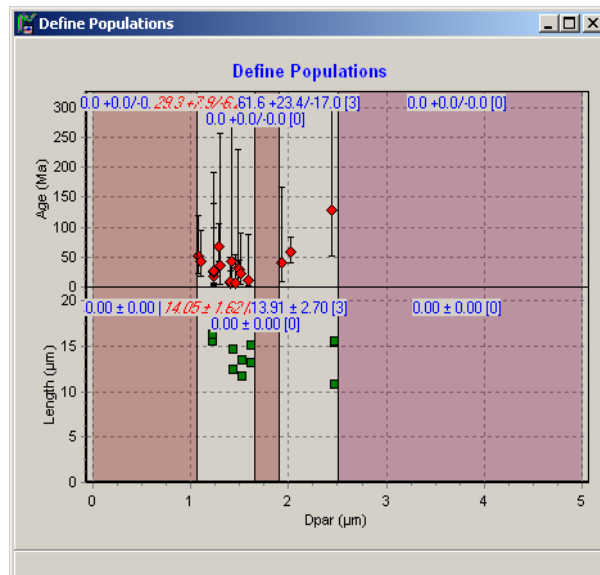 Define Populations
Define Populations
0.0 +0.0/-0. 29.3 +7.9/-6. 61.6 +23.4/-17.0 [3] 0.0 +0.0/-0.0 [0]
0.0 +0.0/-0.0 [0]
300
250
200
150
100
50
0
Age (Ma)
0.00 ± 0.00 | 14.05 ± 1.62 / 13.91 ± 2.70 [3] 0.00 ± 0.00 [0]
0.00 ± 0.00 [0]
20
15
10
5
0
Length (µm)
0 1 2 3 4 5
Dpar (µm)